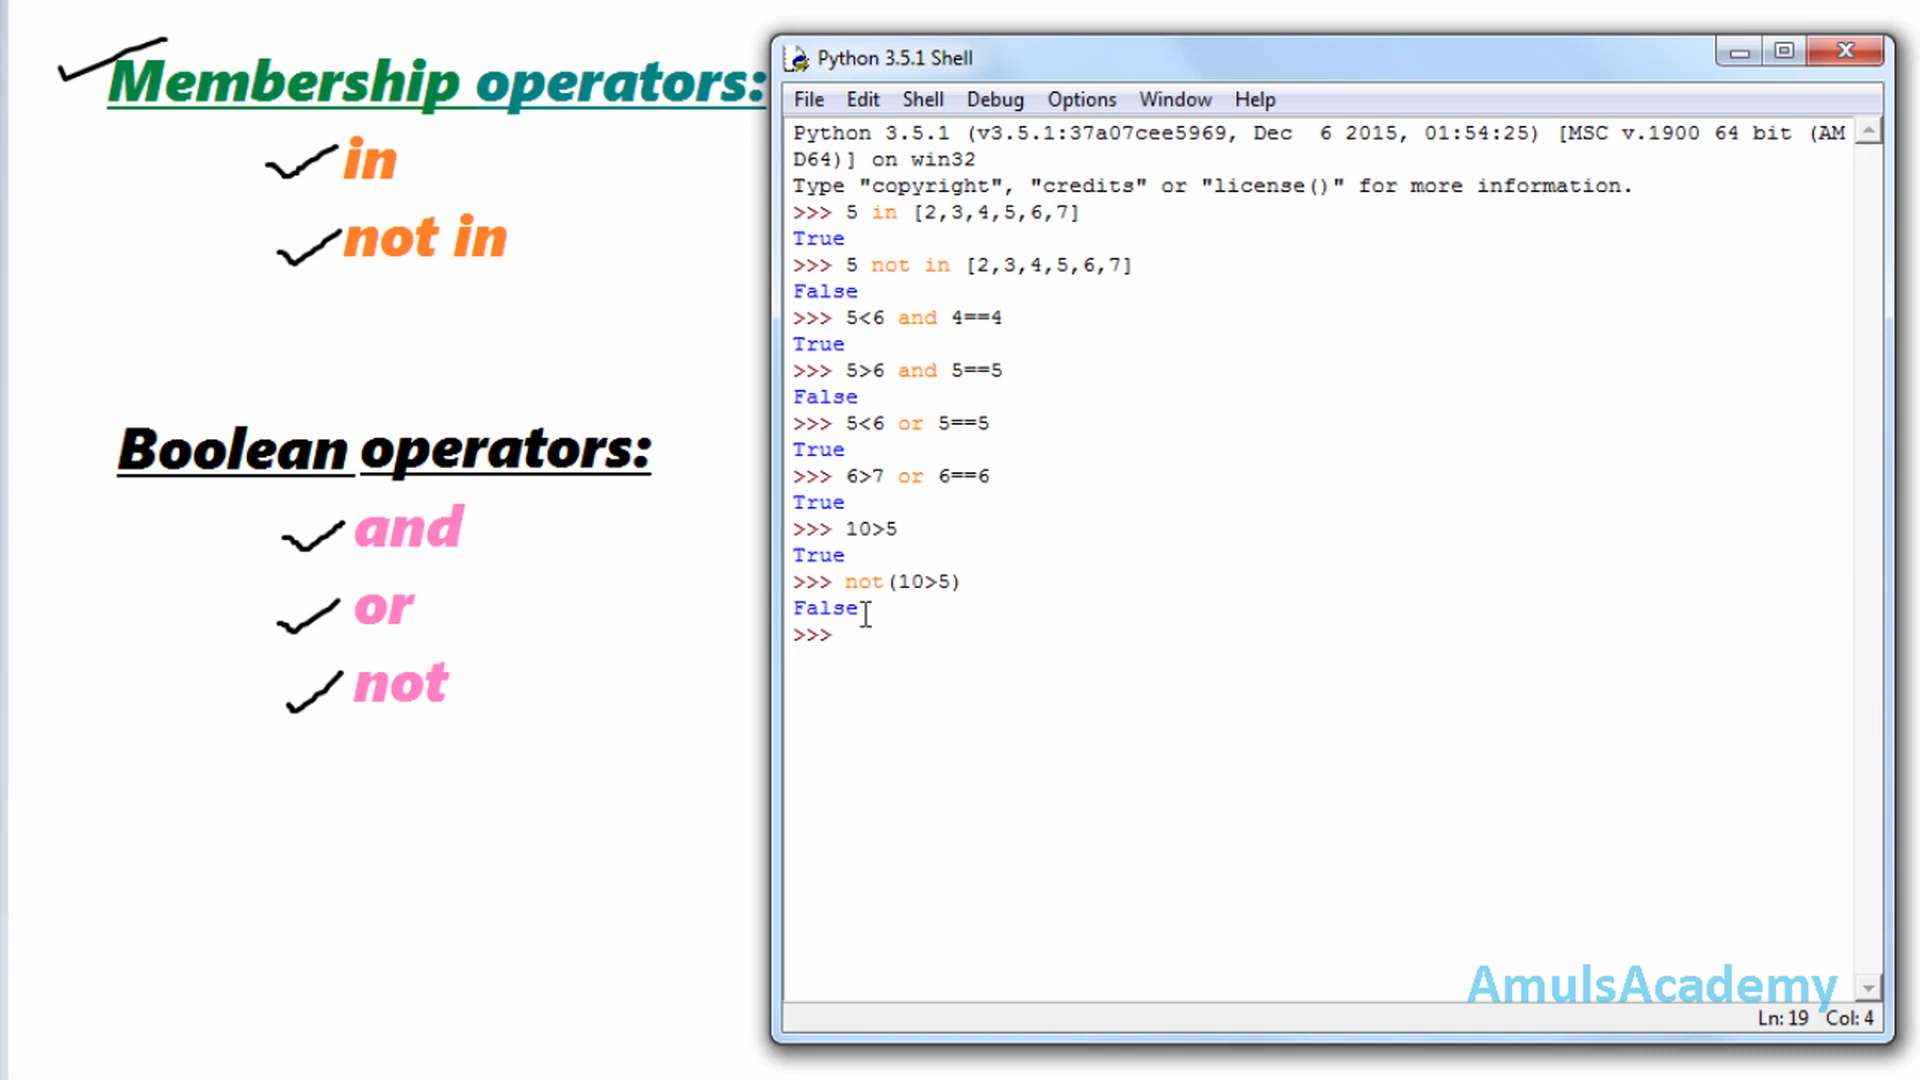 Membership operators:
in
not in
Boolean operators:
and
or
not
Python 3.5.1 Shell
File Edit Shell Debug Options Window Help
Python 3.5.1 (v3.5.1:37a07cee5969, Dec  6 2015, 01:54:25) [MSC v.1900 64 bit (AM
D64)] on win32
Type "copyright", "credits" or "license()" for more information.
>>> 5 in [2,3,4,5,6,7]
True
>>> 5 not in [2,3,4,5,6,7]
False
>>> 5<6 and 4==4
True
>>> 5>6 and 5==5
False
>>> 5<6 or 5==5
True
>>> 6>7 or 6==6
True
>>> 10>5
True
>>> not(10>5)
False
>>>
AmulsAcademy
Ln: 19 Col: 4